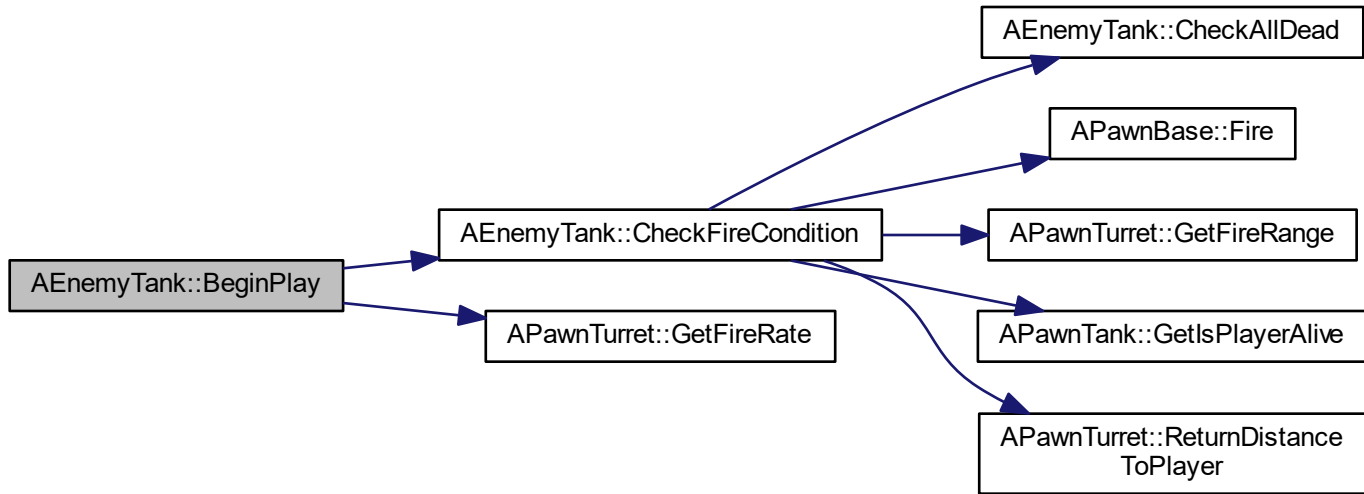 AEnemyTank::BeginPlay
AEnemyTank::CheckFireCondition
APawnTurret::GetFireRate
AEnemyTank::CheckAllDead
APawnBase::Fire
APawnTurret::GetFireRange
APawnTank::GetIsPlayerAlive
APawnTurret::ReturnDistance
ToPlayer